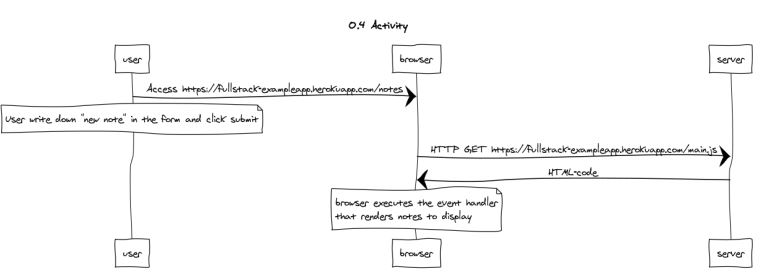 0.4 Activity
user
browser
server
Access https://fullstack-exampleapp.herokuapp.com/notes
User write down "new note" in the form and click submit
HTTP GET https://fullstack-exampleapp.herokuapp.com/main.js
HTML-code
browser executes the event handler
that renders notes to display
user
browser
server